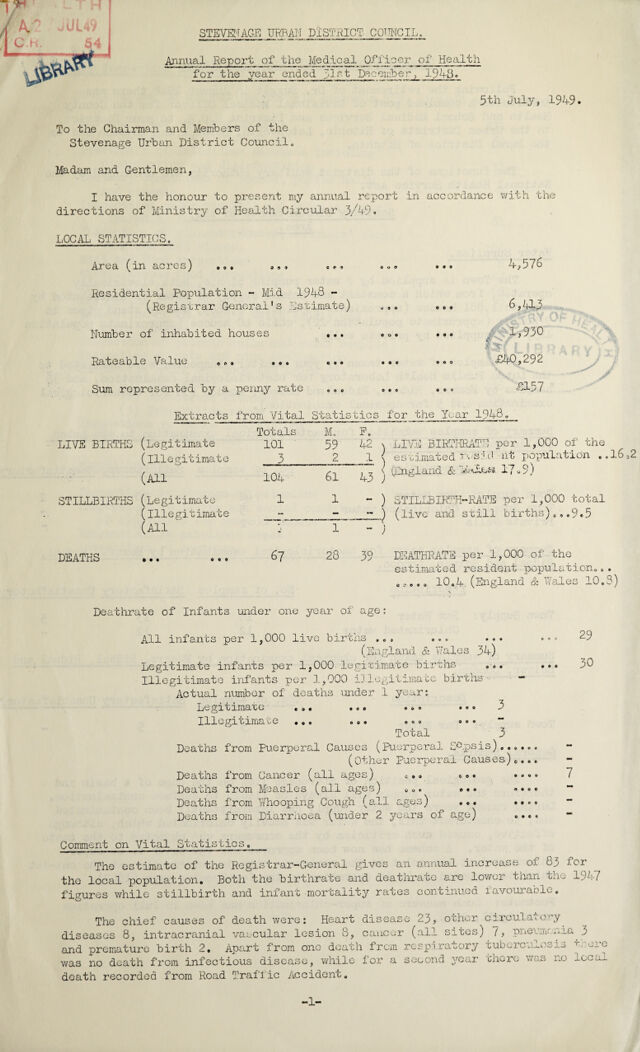 HEALTH
A.2 JUL49
C.R. 54
LIBRARY
STEVENAGE URBAN DISTRICT COUNCIL.
Annual Report of the Medical Officer of Health
for the year ended 31st December, 1948.
5th July, 1949.
To the Chairman and Members of the
Stevenage Urban District Council.
Madam and Gentlemen,
I have the honour to present my annual report in accordance with the
directions of Ministry of Health Circular 3/49.
LOCAL STATISTICS.
Area (in acres) ... ... ... ... ... 4,576
Residential Population - Mid 1948 -
(Registrar General's Estimate) ... ... 6,413
Number of inhabited houses ... ... ... 1,930
Rateable Value ... ... ... ... ... £40,292
Sum represented by a penny rate ... ... ... £157
MINISTRY OF HEALTH
LIBRARY
Extracts from Vital Statistics for the Year 1948.
Totals M. F.
LIVE BIRTHS (Legitimate 101 59 42 ) LIVE BIRTHRATE per 1,000 of the
(Illegitimate 3 2 1 ) estimated resident population ..16.2
(All 104 61 43 ) (England & Wales 17.9)
STILLBIRTHS (Legitimate 1 1 - ) STILLBIRTH-RATE per 1,000 total
(Illegitimate - - - ) (live and still births)...9.5
(All 1 1 - )
DEATHS ... ... 67 28 39 DEATHRATE per 1,000 of the
estimated resident population...
...... 10.4 (England & Wales 10.8)
Deathrate of Infants under one year of age:
All infants per 1,000 live births ... ... ... ... 29
(England & Wales 34)
Legitimate infants per 1,000 legitimate births ... ... 30
Illegitimate infants per 1,000 illegitimate births -
Actual number of deaths under 1 year:
Legitimate ... ... ... ... 3
Illegitimate ... ... ... ... -
Total 3
Deaths from Puerperal Causes (Puerperal Sepsis)...... -
(Other Puerperal Causes).... -
Deaths from Cancer (all ages) ... ... .... 7
Deaths from Measles (all ages) ... ... .... -
Deaths from Whooping Cough (all ages) ... .... -
Deaths from Diarrhoea (under 2 years of age) .... -
Comment on Vital Statistics.
The estimate of the Registrar-General gives an annual increase of 83 for
the local population. Both the birthrate and deathrate are lower than the 1947
figures while stillbirth and infant mortality rates continued favourable.
The chief causes of death were: Heart disease 23, other circulatory
diseases 8, intracranial vascular lesion 8, cancer (all sites) 7, pneumonia 3
and premature birth 2. Apart from one death from respiratory tuberculosis there
was no death from infectious disease, while for a second year there was no local
death recorded from Road Traffic Accident.
-1-